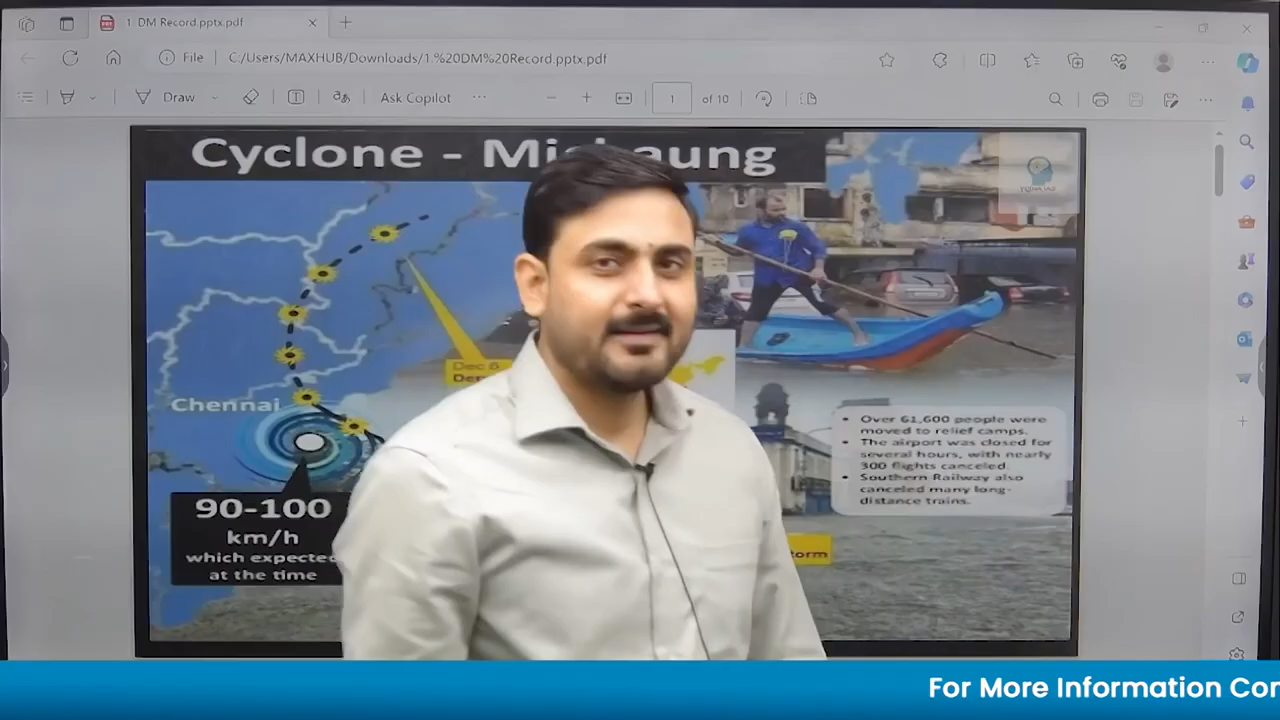 1. DM Record.pptx.pdf
File
C:/Users/MAXHUB/Downloads/1.%20DM%20Record.pptx.pdf
Draw
Ask Copilot
1
of 10
Cyclone - Mi aung
Dec 6
Chennai
90-100
km/h
which expected
at the time
• Over 61,600 people were
moved to relief camps.
• The airport was closed for
several hours, with nearly
300 flights canceled.
• Southern Railway also
canceled many long-
distance trains.
torm
For More Information Con